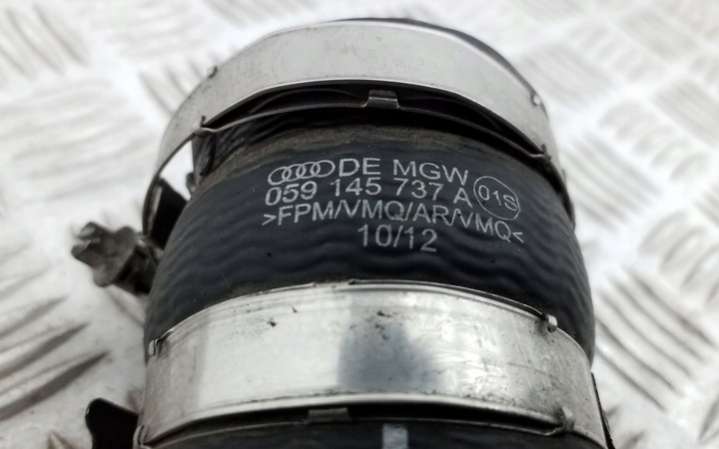 DE MGW
059 145 737 A 01S
>FPM/VMQ/AR/VMQ<
10/12